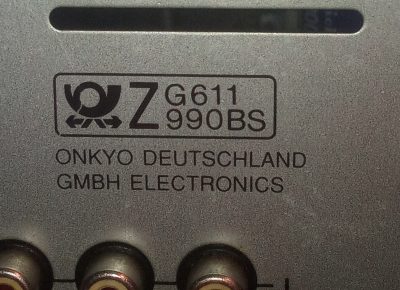 Z G611
990BS
ONKYO DEUTSCHLAND
GMBH ELECTRONICS